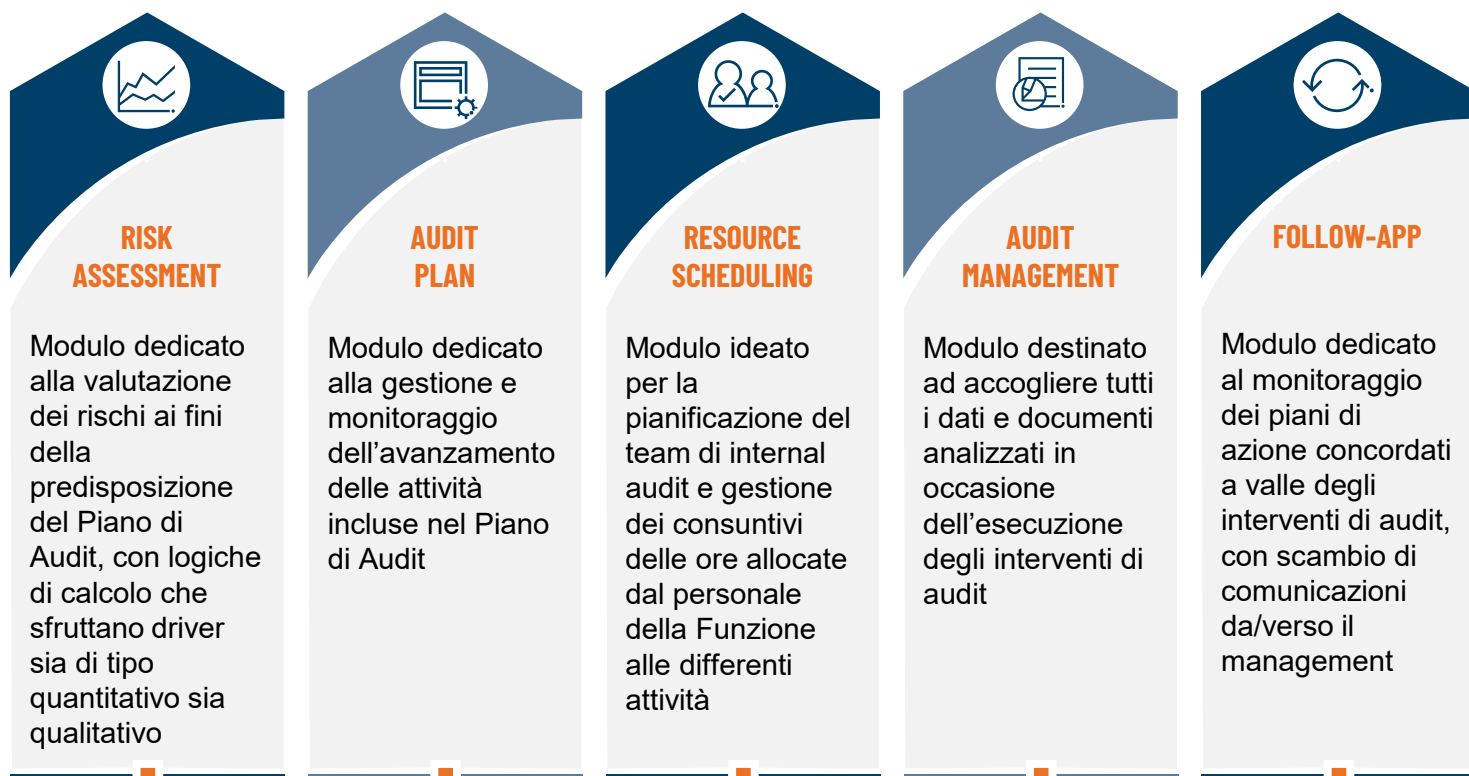 RISK
ASSESSMENT
Modulo dedicato
alla valutazione
dei rischi ai fini
della
predisposizione
del Piano di
Audit, con logiche
di calcolo che
sfruttano driver
sia di tipo
quantitativo sia
qualitativo
AUDIT
PLAN
Modulo dedicato
alla gestione e
monitoraggio
dell’avanzamento
delle attività
incluse nel Piano
di Audit
RESOURCE
SCHEDULING
Modulo ideato
per la
pianificazione del
team di internal
audit e gestione
dei consuntivi
delle ore allocate
dal personale
della Funzione
alle differenti
attività
AUDIT
MANAGEMENT
Modulo destinato
ad accogliere tutti
i dati e documenti
analizzati in
occasione
dell’esecuzione
degli interventi di
audit
FOLLOW-APP
Modulo dedicato
al monitoraggio
dei piani di
azione concordati
a valle degli
interventi di audit,
con scambio di
comunicazioni
da/verso il
management